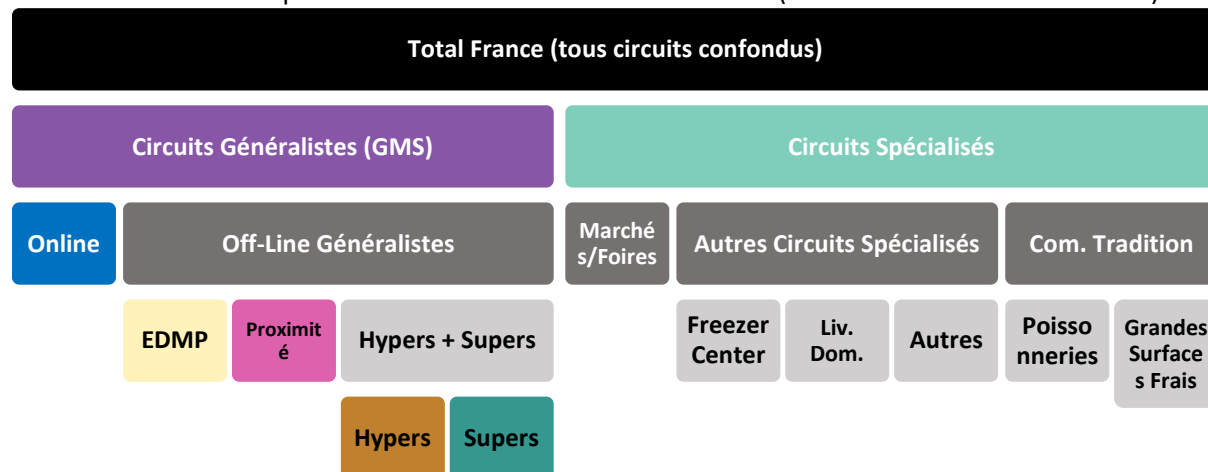 Total France (tous circuits confondus)
Circuits Généralistes (GMS)
Circuits Spécialisés
Online
Off-Line Généralistes
Marché
s/Foires
Autres Circuits Spécialisés
Com. Tradition
EDMP
Proximit
é
Hypers + Supers
Freezer
Center
Liv.
Dom.
Autres
Poisso
nneries
Grandes
Surface
s Frais
Hypers
Supers